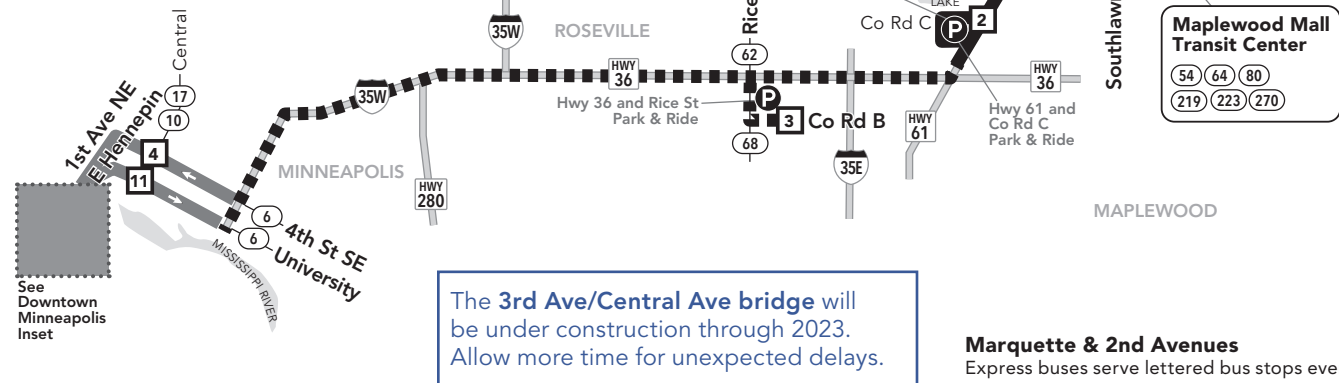 LAKE
Co Rd C
P
2
Rice
Southlawn
Central
35W
ROSEVILLE
Maplewood Mall
Transit Center
54 64 80
219 223 270
62
HWY
36
HWY
36
35W
17
10
1st Ave NE
E Hennepin
Hwy 36 and Rice St
Park & Ride
P
3
Co Rd B
68
Hwy 61 and
Co Rd C
Park & Ride
HWY
61
4
11
MINNEAPOLIS
HWY
280
35E
MAPLEWOOD
6
4th St SE
6
University
MISSISSIPPI RIVER
See
Downtown
Minneapolis
Inset
The 3rd Ave/Central Ave bridge will
be under construction through 2023.
Allow more time for unexpected delays.
Marquette & 2nd Avenues
Express buses serve lettered bus stops eve